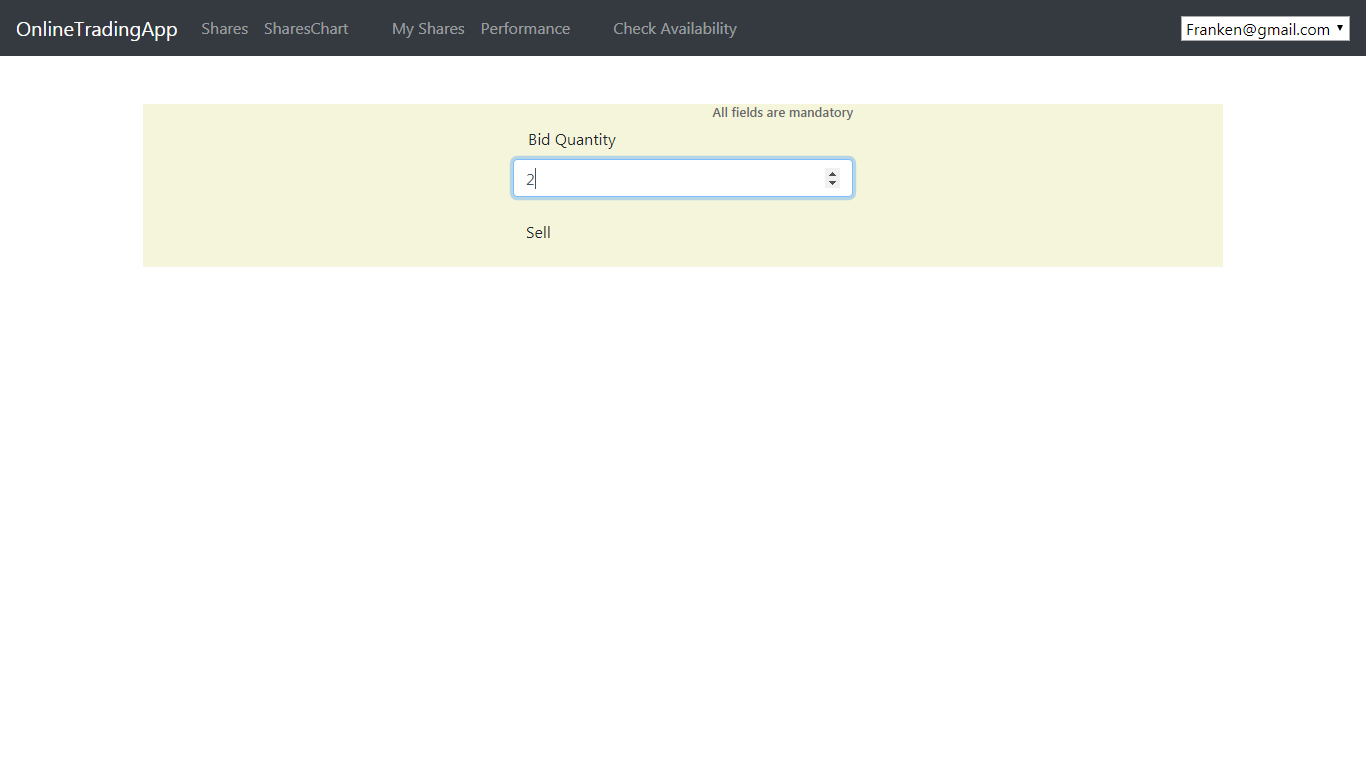 OnlineTradingApp Shares SharesChart My Shares Performance Check Availability Franken@gmail.com
All fields are mandatory
Bid Quantity
2
Sell